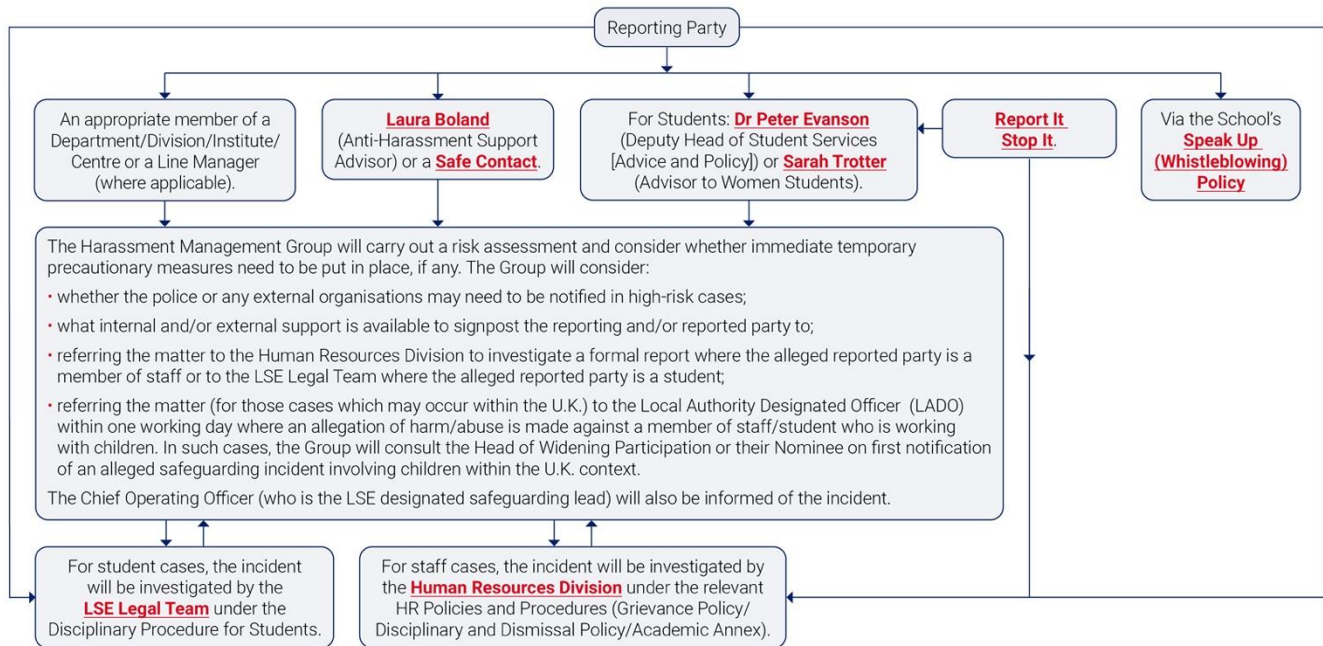 Reporting Party
An appropriate member of a
Department/Division/Institute/
Centre or a Line Manager
(where applicable).
Laura Boland
(Anti-Harassment Support
Advisor) or a Safe Contact.
For Students: Dr Peter Evanson
(Deputy Head of Student Services
[Advice and Policy]) or Sarah Trotter
(Advisor to Women Students).
Report It
Stop It.
Via the School's
Speak Up
(Whistleblowing)
Policy
The Harassment Management Group will carry out a risk assessment and consider whether immediate temporary
precautionary measures need to be put in place, if any. The Group will consider:
• whether the police or any external organisations may need to be notified in high-risk cases;
• what internal and/or external support is available to signpost the reporting and/or reported party to;
• referring the matter to the Human Resources Division to investigate a formal report where the alleged reported party is a
member of staff or to the LSE Legal Team where the alleged reported party is a student;
• referring the matter (for those cases which may occur within the U.K.) to the Local Authority Designated Officer (LADO)
within one working day where an allegation of harm/abuse is made against a member of staff/student who is working
with children. In such cases, the Group will consult the Head of Widening Participation or their Nominee on first notification
of an alleged safeguarding incident involving children within the U.K. context.
The Chief Operating Officer (who is the LSE designated safeguarding lead) will also be informed of the incident.
For student cases, the incident
will be investigated by the
LSE Legal Team under the
Disciplinary Procedure for Students.
For staff cases, the incident will be investigated by
the Human Resources Division under the relevant
HR Policies and Procedures (Grievance Policy/
Disciplinary and Dismissal Policy/Academic Annex).